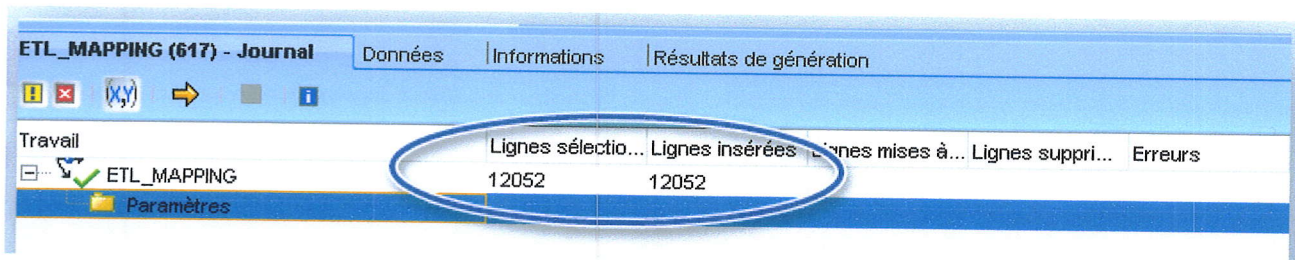 ETL_MAPPING (617) - Journal Données Informations Résultats de génération
(X,Y) i
Travail Lignes sélectio... Lignes insérées Lignes mises à... Lignes suppri... Erreurs
ETL_MAPPING 12052 12052
Paramètres